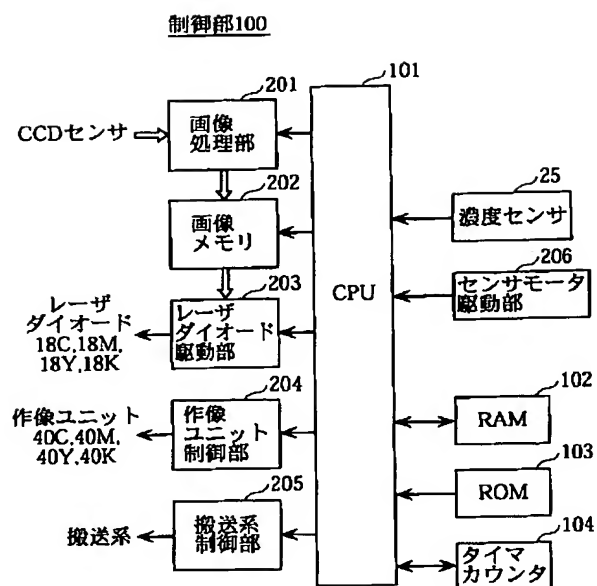 制御部100
101
201
CCDセンサ
画像
処理部
202
画像
メモリ
203
レーザ
ダイオード
18C,18M,
18Y,18K
レーザ
ダイオード
駆動部
204
作像ユニット
40C,40M,
40Y,40K
作像
ユニット
制御部
205
搬送系
搬送系
制御部
CPU
25
濃度センサ
206
センサモータ
駆動部
102
RAM
103
ROM
104
タイマ
カウンタ